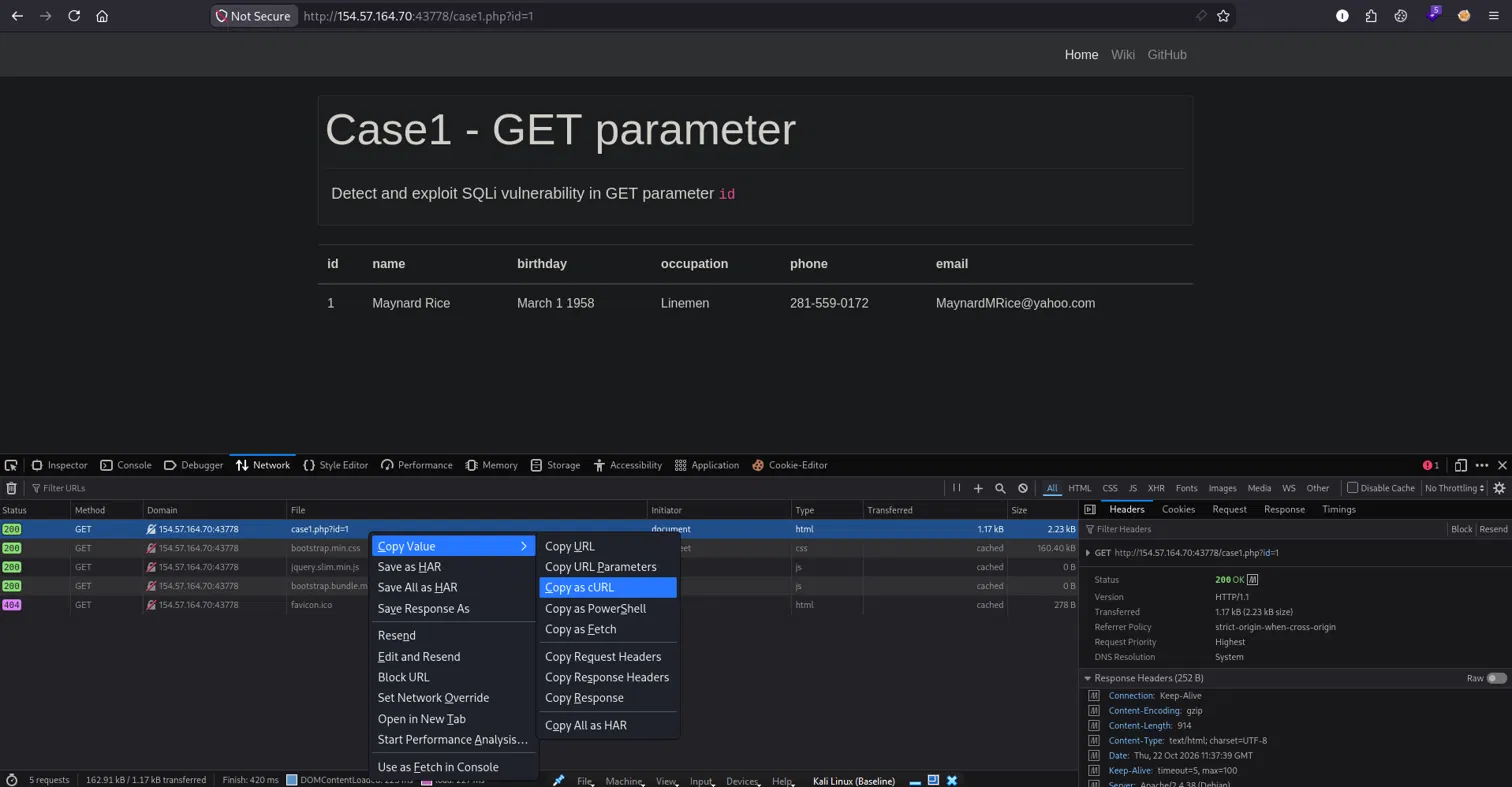 Not Secure http://154.57.164.70:43778/case1.php?id=1 5
Home Wiki GitHub
Case1 - GET parameter
Detect and exploit SQLi vulnerability in GET parameter id
id name birthday occupation phone email
1 Maynard Rice March 1 1958 Linemen 281-559-0172 MaynardMRice@yahoo.com
Inspector Console Debugger Network Style Editor Performance Memory Storage Accessibility Application Cookie-Editor 1
Filter URLs All HTML CSS JS XHR Fonts Images Media WS Other Disable Cache No Throttling
Status Method Domain File Initiator Type Transferred Size
200 GET 154.57.164.70:43778 case1.php?id=1 document html 1.17 kB 2.23 kB
200 GET 154.57.164.70:43778 bootstrap.min.css css cached 160.40 kB
200 GET 154.57.164.70:43778 jquery.slim.min.js js cached 0 B
200 GET 154.57.164.70:43778 bootstrap.bundle.m js cached 0 B
404 GET 154.57.164.70:43778 favicon.ico html cached 278 B
Copy Value
Save as HAR
Save All as HAR
Save Response As
Resend
Edit and Resend
Block URL
Set Network Override
Open in New Tab
Start Performance Analysis…
Use as Fetch in Console
Copy URL
Copy URL Parameters
Copy as cURL
Copy as PowerShell
Copy as Fetch
Copy Request Headers
Copy Response Headers
Copy Response
Copy All as HAR
Headers Cookies Request Response Timings
Filter Headers Block Resend
GET http://154.57.164.70:43778/case1.php?id=1
Status 200 OK
Version HTTP/1.1
Transferred 1.17 kB (2.23 kB size)
Referrer Policy strict-origin-when-cross-origin
Request Priority Highest
DNS Resolution System
Response Headers (252 B) Raw
Connection: Keep-Alive
Content-Encoding: gzip
Content-Length: 914
Content-Type: text/html; charset=UTF-8
Date: Thu, 22 Oct 2026 11:37:39 GMT
Keep-Alive: timeout=5, max=100
Server: Apache/2.4.38 (Debian)
5 requests 162.91 kB / 1.17 kB transferred Finish: 420 ms
File Machine View Input Devices Help Kali Linux (Baseline)